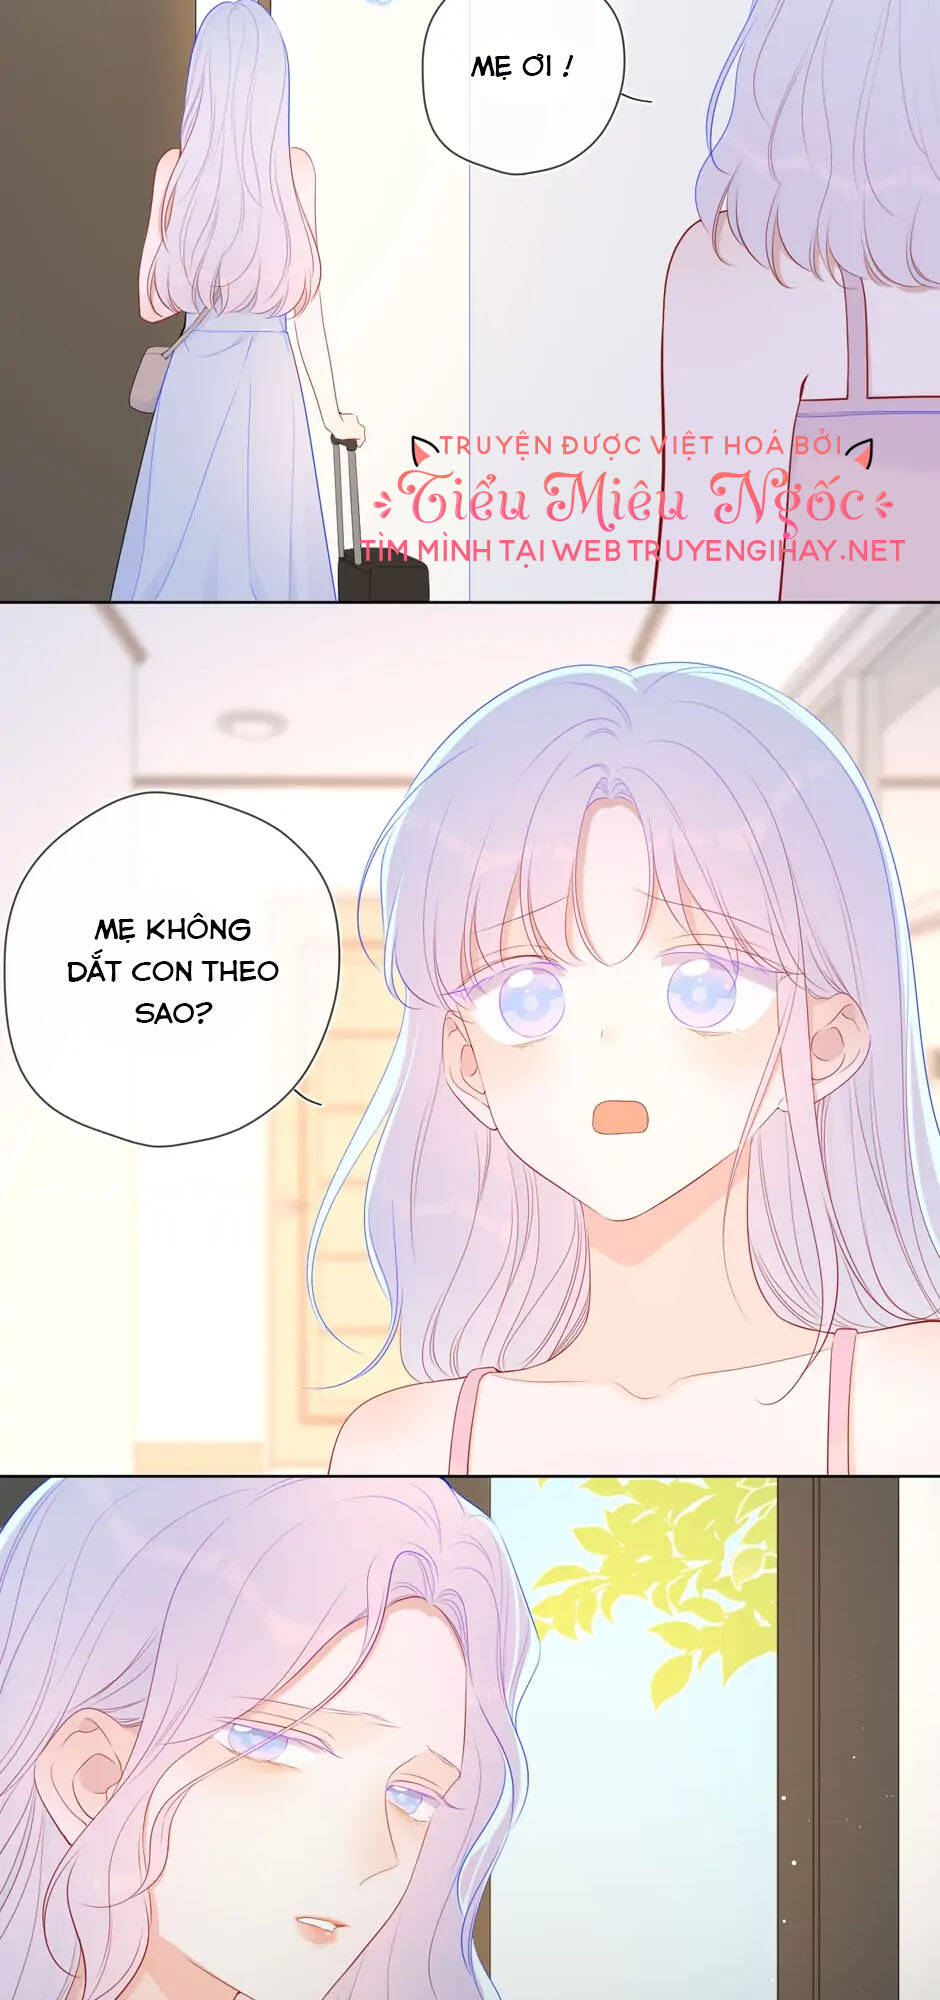 MẸ ƠI !
TRUYỆN ĐƯỢC VIỆT HOÁ BỞI
Tiểu Miêu Ngốc
TÌM MÌNH TẠI WEB TRUYENGIHAY.NET
MẸ KHÔNG
DẮT CON THEO
SAO?